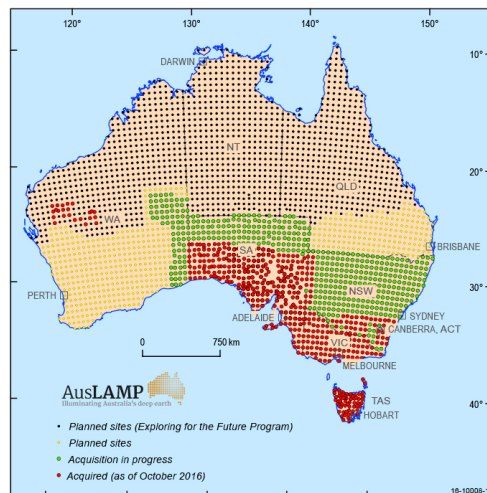 120° 130° 140° 150°
10°
DARWIN
NT
20°
QLD
WA
BRISBANE
SA
30°
PERTH
NSW
SYDNEY
ADELAIDE
CANBERRA, ACT
0 750 km
VIC
MELBOURNE
AusLAMP
Illuminating Australia's deep earth
TAS
40°
HOBART
Planned sites (Exploring for the Future Program)
Planned sites
Acquisition in progress
Acquired (as of October 2016)